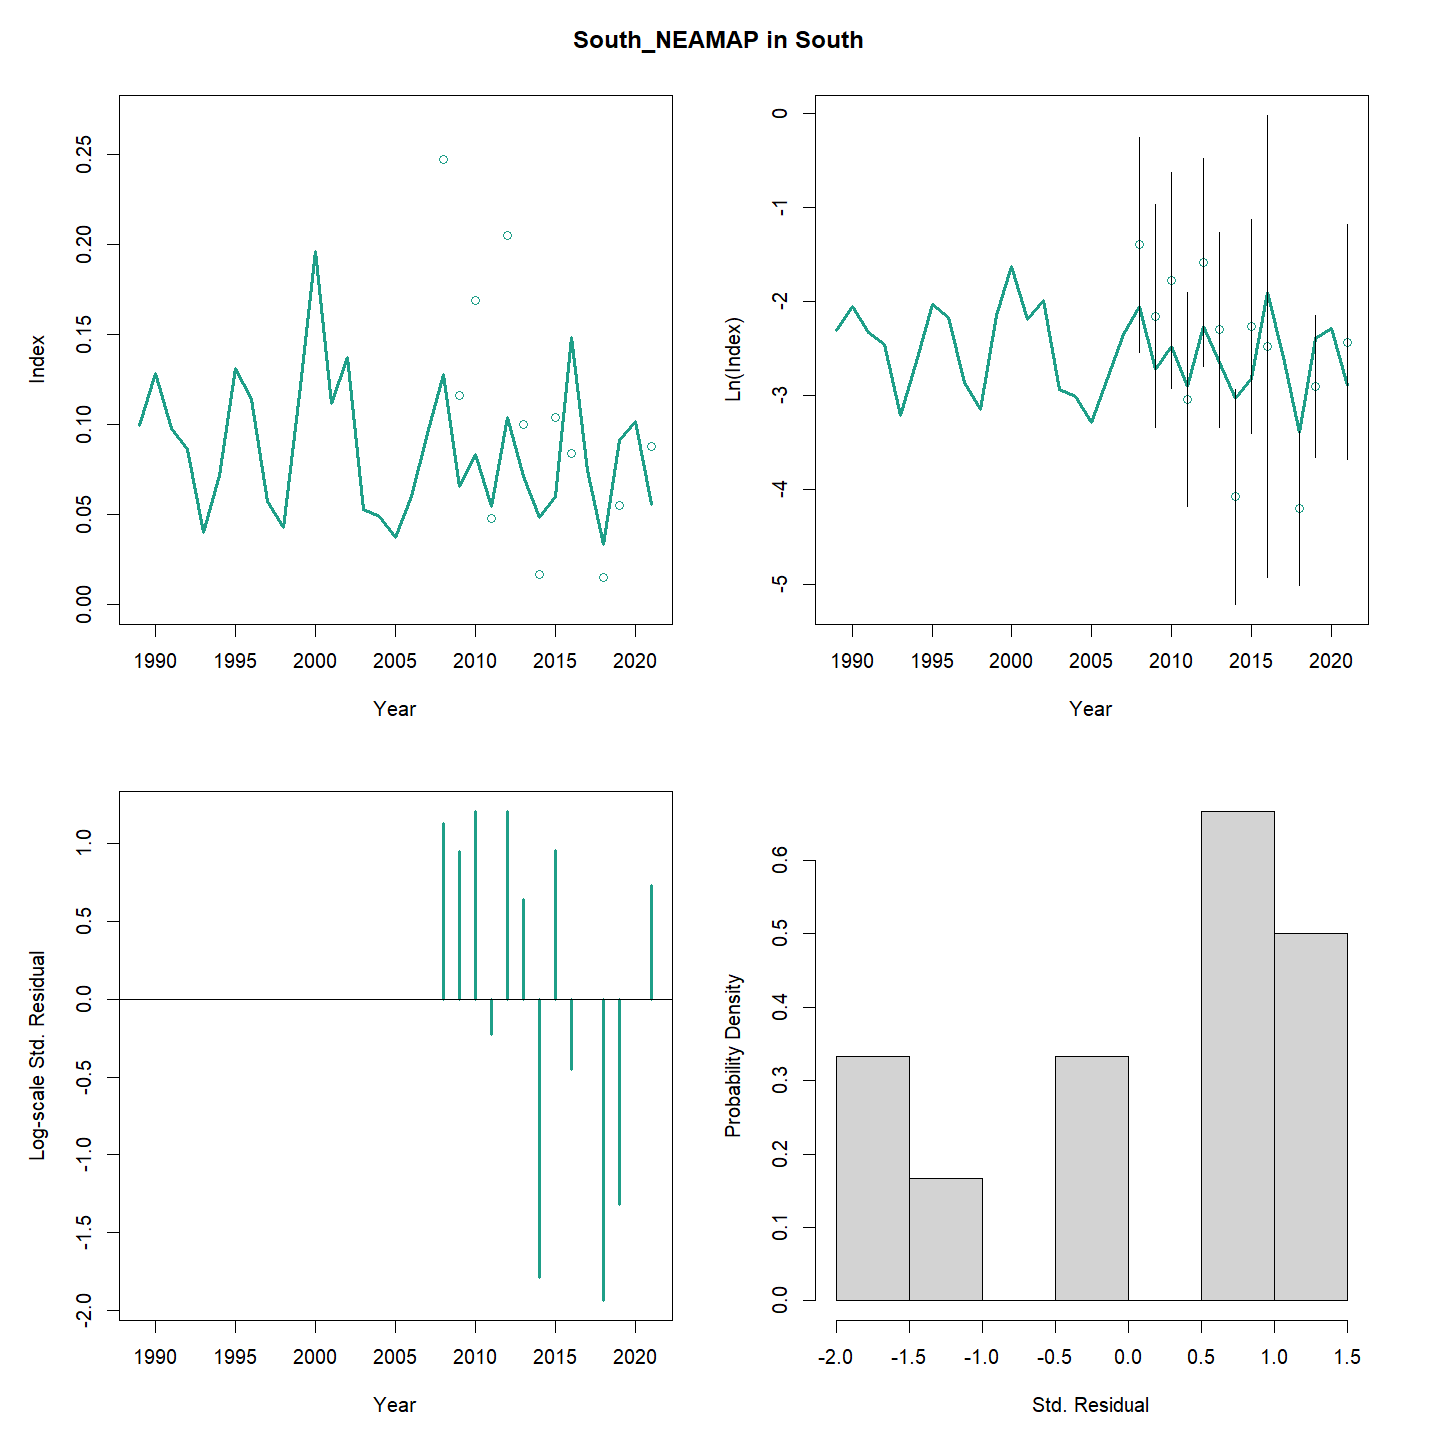 South_NEAMAP in South
Index
0.00 0.05 0.10 0.15 0.20 0.25
1990 1995 2000 2005 2010 2015 2020
Year
Ln(Index)
-5 -4 -3 -2 -1 0
1990 1995 2000 2005 2010 2015 2020
Year
Log-scale Std. Residual
-2.0 -1.5 -1.0 -0.5 0.0 0.5 1.0
1990 1995 2000 2005 2010 2015 2020
Year
Probability Density
0.0 0.1 0.2 0.3 0.4 0.5 0.6
-2.0 -1.5 -1.0 -0.5 0.0 0.5 1.0 1.5
Std. Residual